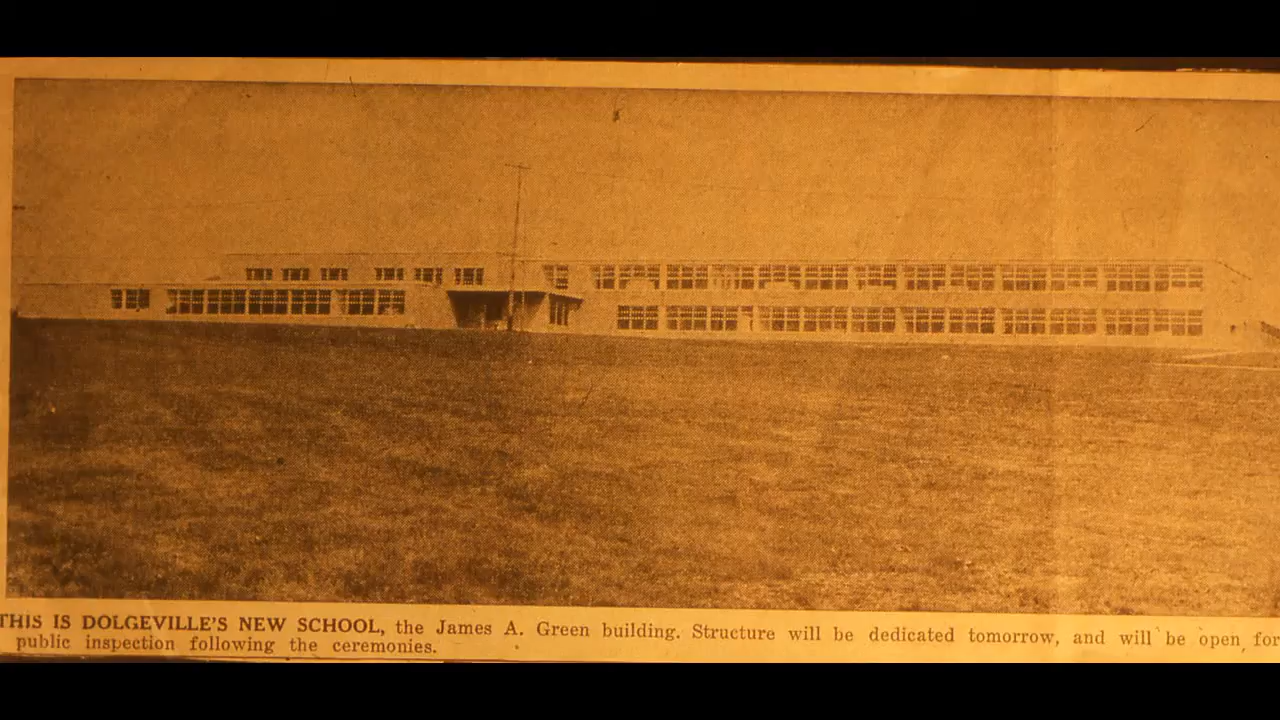 THIS IS DOLGEVILLE'S NEW SCHOOL, the James A. Green building. Structure will be dedicated tomorrow, and will be open for
public inspection following the ceremonies.